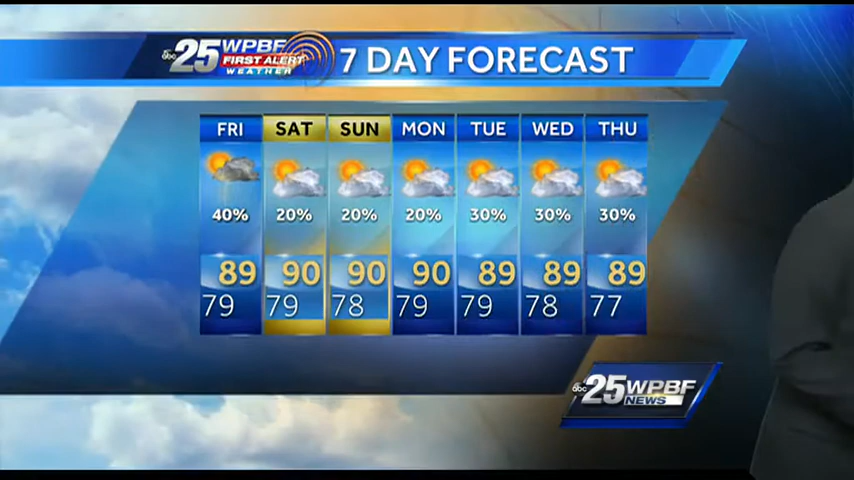 abc 25 WPBF
FIRST ALERT
WEATHER
7 DAY FORECAST
FRI SAT SUN MON TUE WED THU
40% 20% 20% 20% 30% 30% 30%
89 90 90 90 89 89 89
79 79 78 79 79 78 77
abc 25 WPBF
NEWS